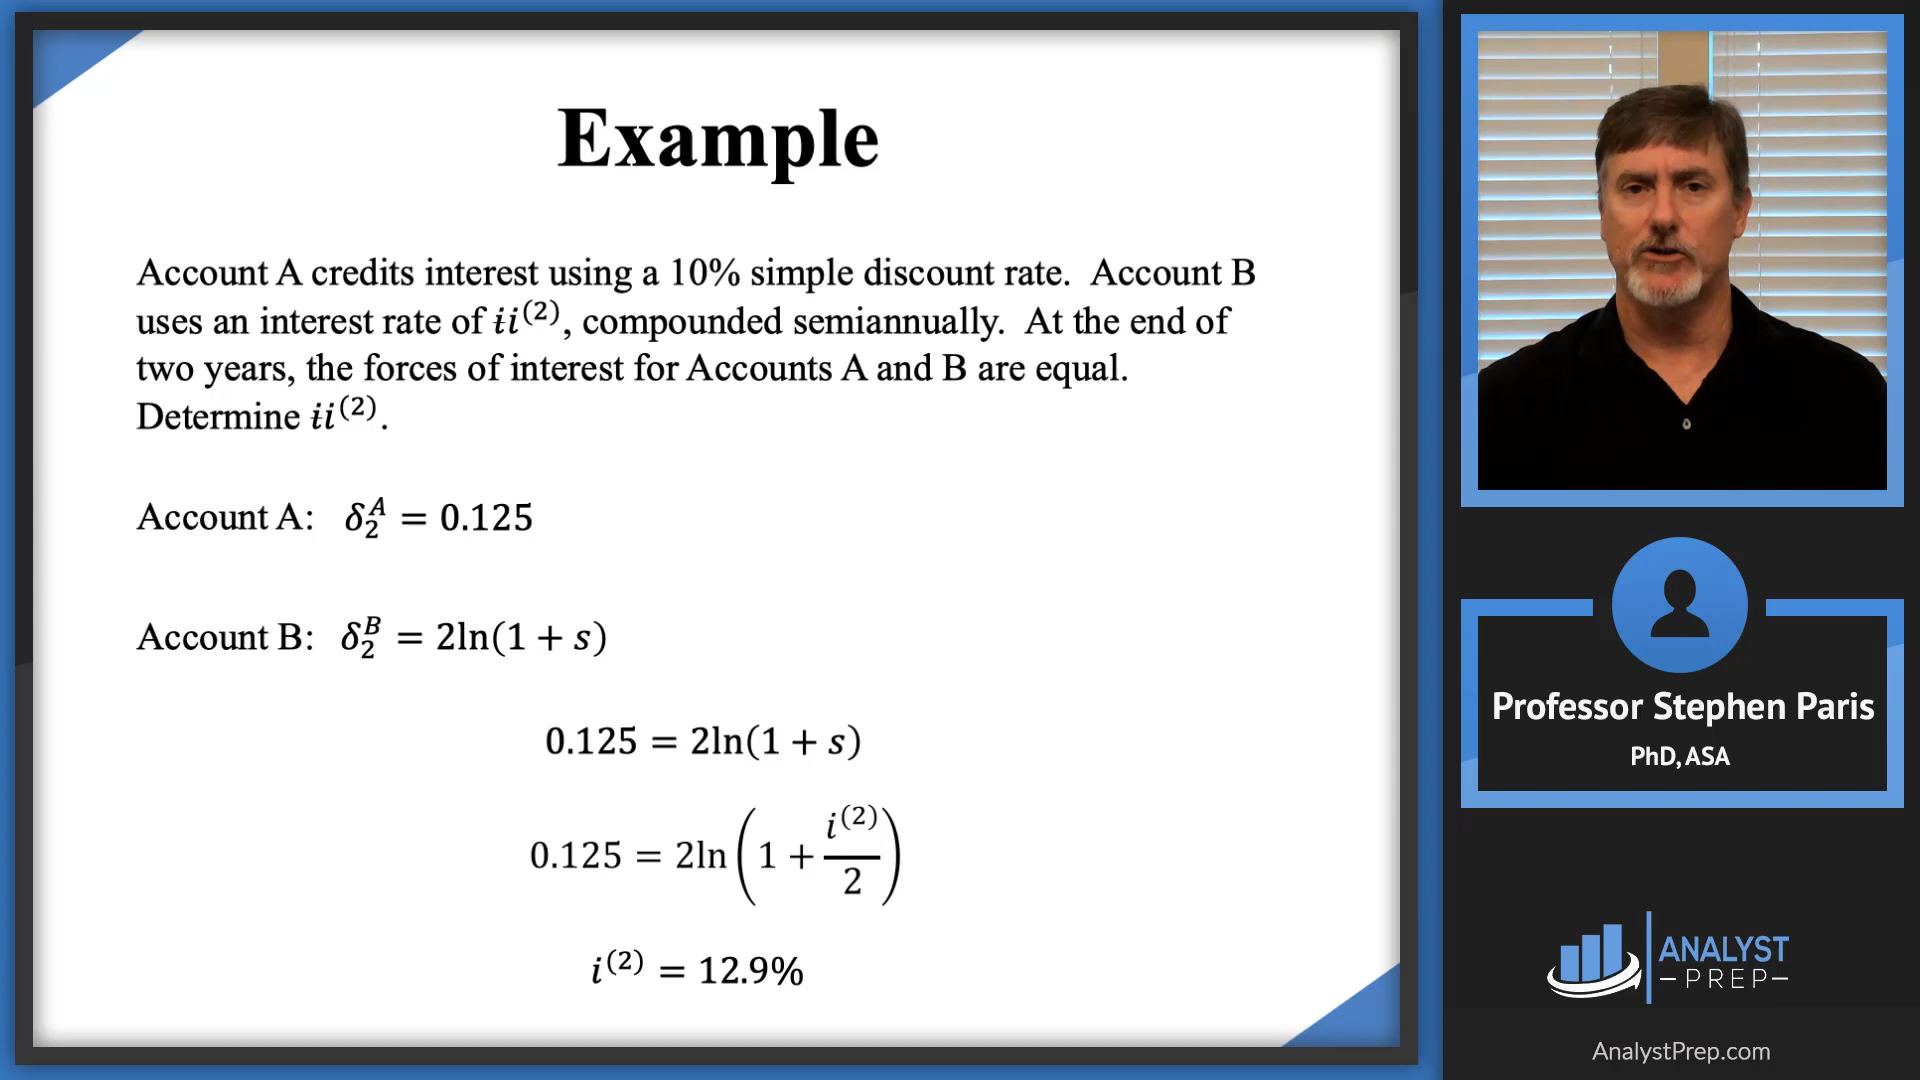 Example
Account A credits interest using a 10% simple discount rate. Account B
uses an interest rate of ii⁽²⁾, compounded semiannually. At the end of
two years, the forces of interest for Accounts A and B are equal.
Determine ii⁽²⁾.
Account A: δ₂ᴬ = 0.125
Account B: δ₂ᴮ = 2ln(1 + s)
0.125 = 2ln(1 + s)
0.125 = 2ln(1 + i⁽²⁾/2)
i⁽²⁾ = 12.9%
Professor Stephen Paris
PhD, ASA
ANALYST
PREP
AnalystPrep.com